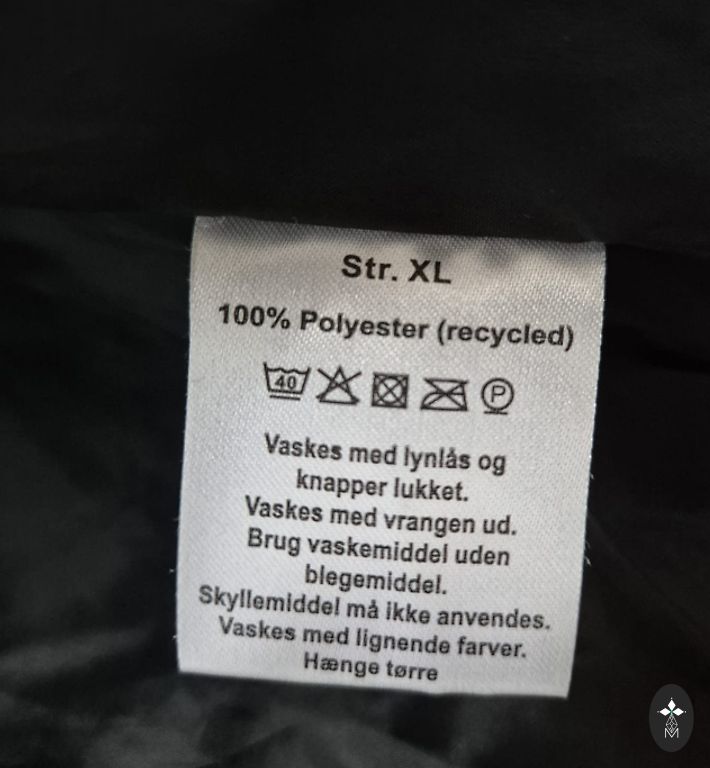 Str. XL
100% Polyester (recycled)
40 P
Vaskes med lynlås og
knapper lukket.
Vaskes med vrangen ud.
Brug vaskemiddel uden
blegemiddel.
Skyllemiddel må ikke anvendes.
Vaskes med lignende farver.
Hænge tørre
M